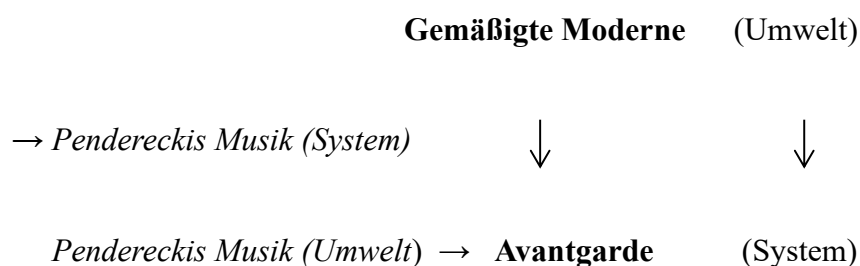 Gemäßigte Moderne (Umwelt)
→ Pendereckis Musik (System) ↓ ↓
Pendereckis Musik (Umwelt) → Avantgarde (System)